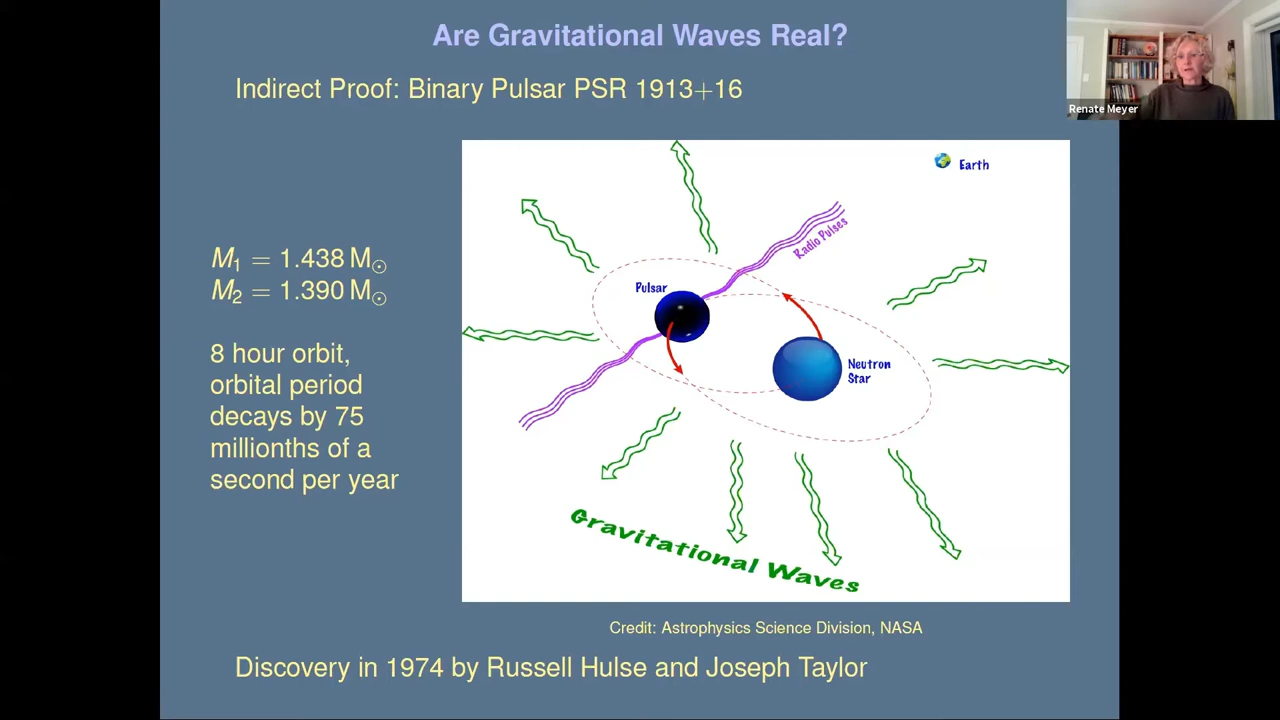 Are Gravitational Waves Real?
Renate Meyer
Indirect Proof: Binary Pulsar PSR 1913+16
Earth
Radio Pulses
Pulsar
Neutron
Star
M₁ = 1.438 M⊙
M₂ = 1.390 M⊙
8 hour orbit,
orbital period
decays by 75
millionths of a
second per year
Gravitational Waves
Credit: Astrophysics Science Division, NASA
Discovery in 1974 by Russell Hulse and Joseph Taylor